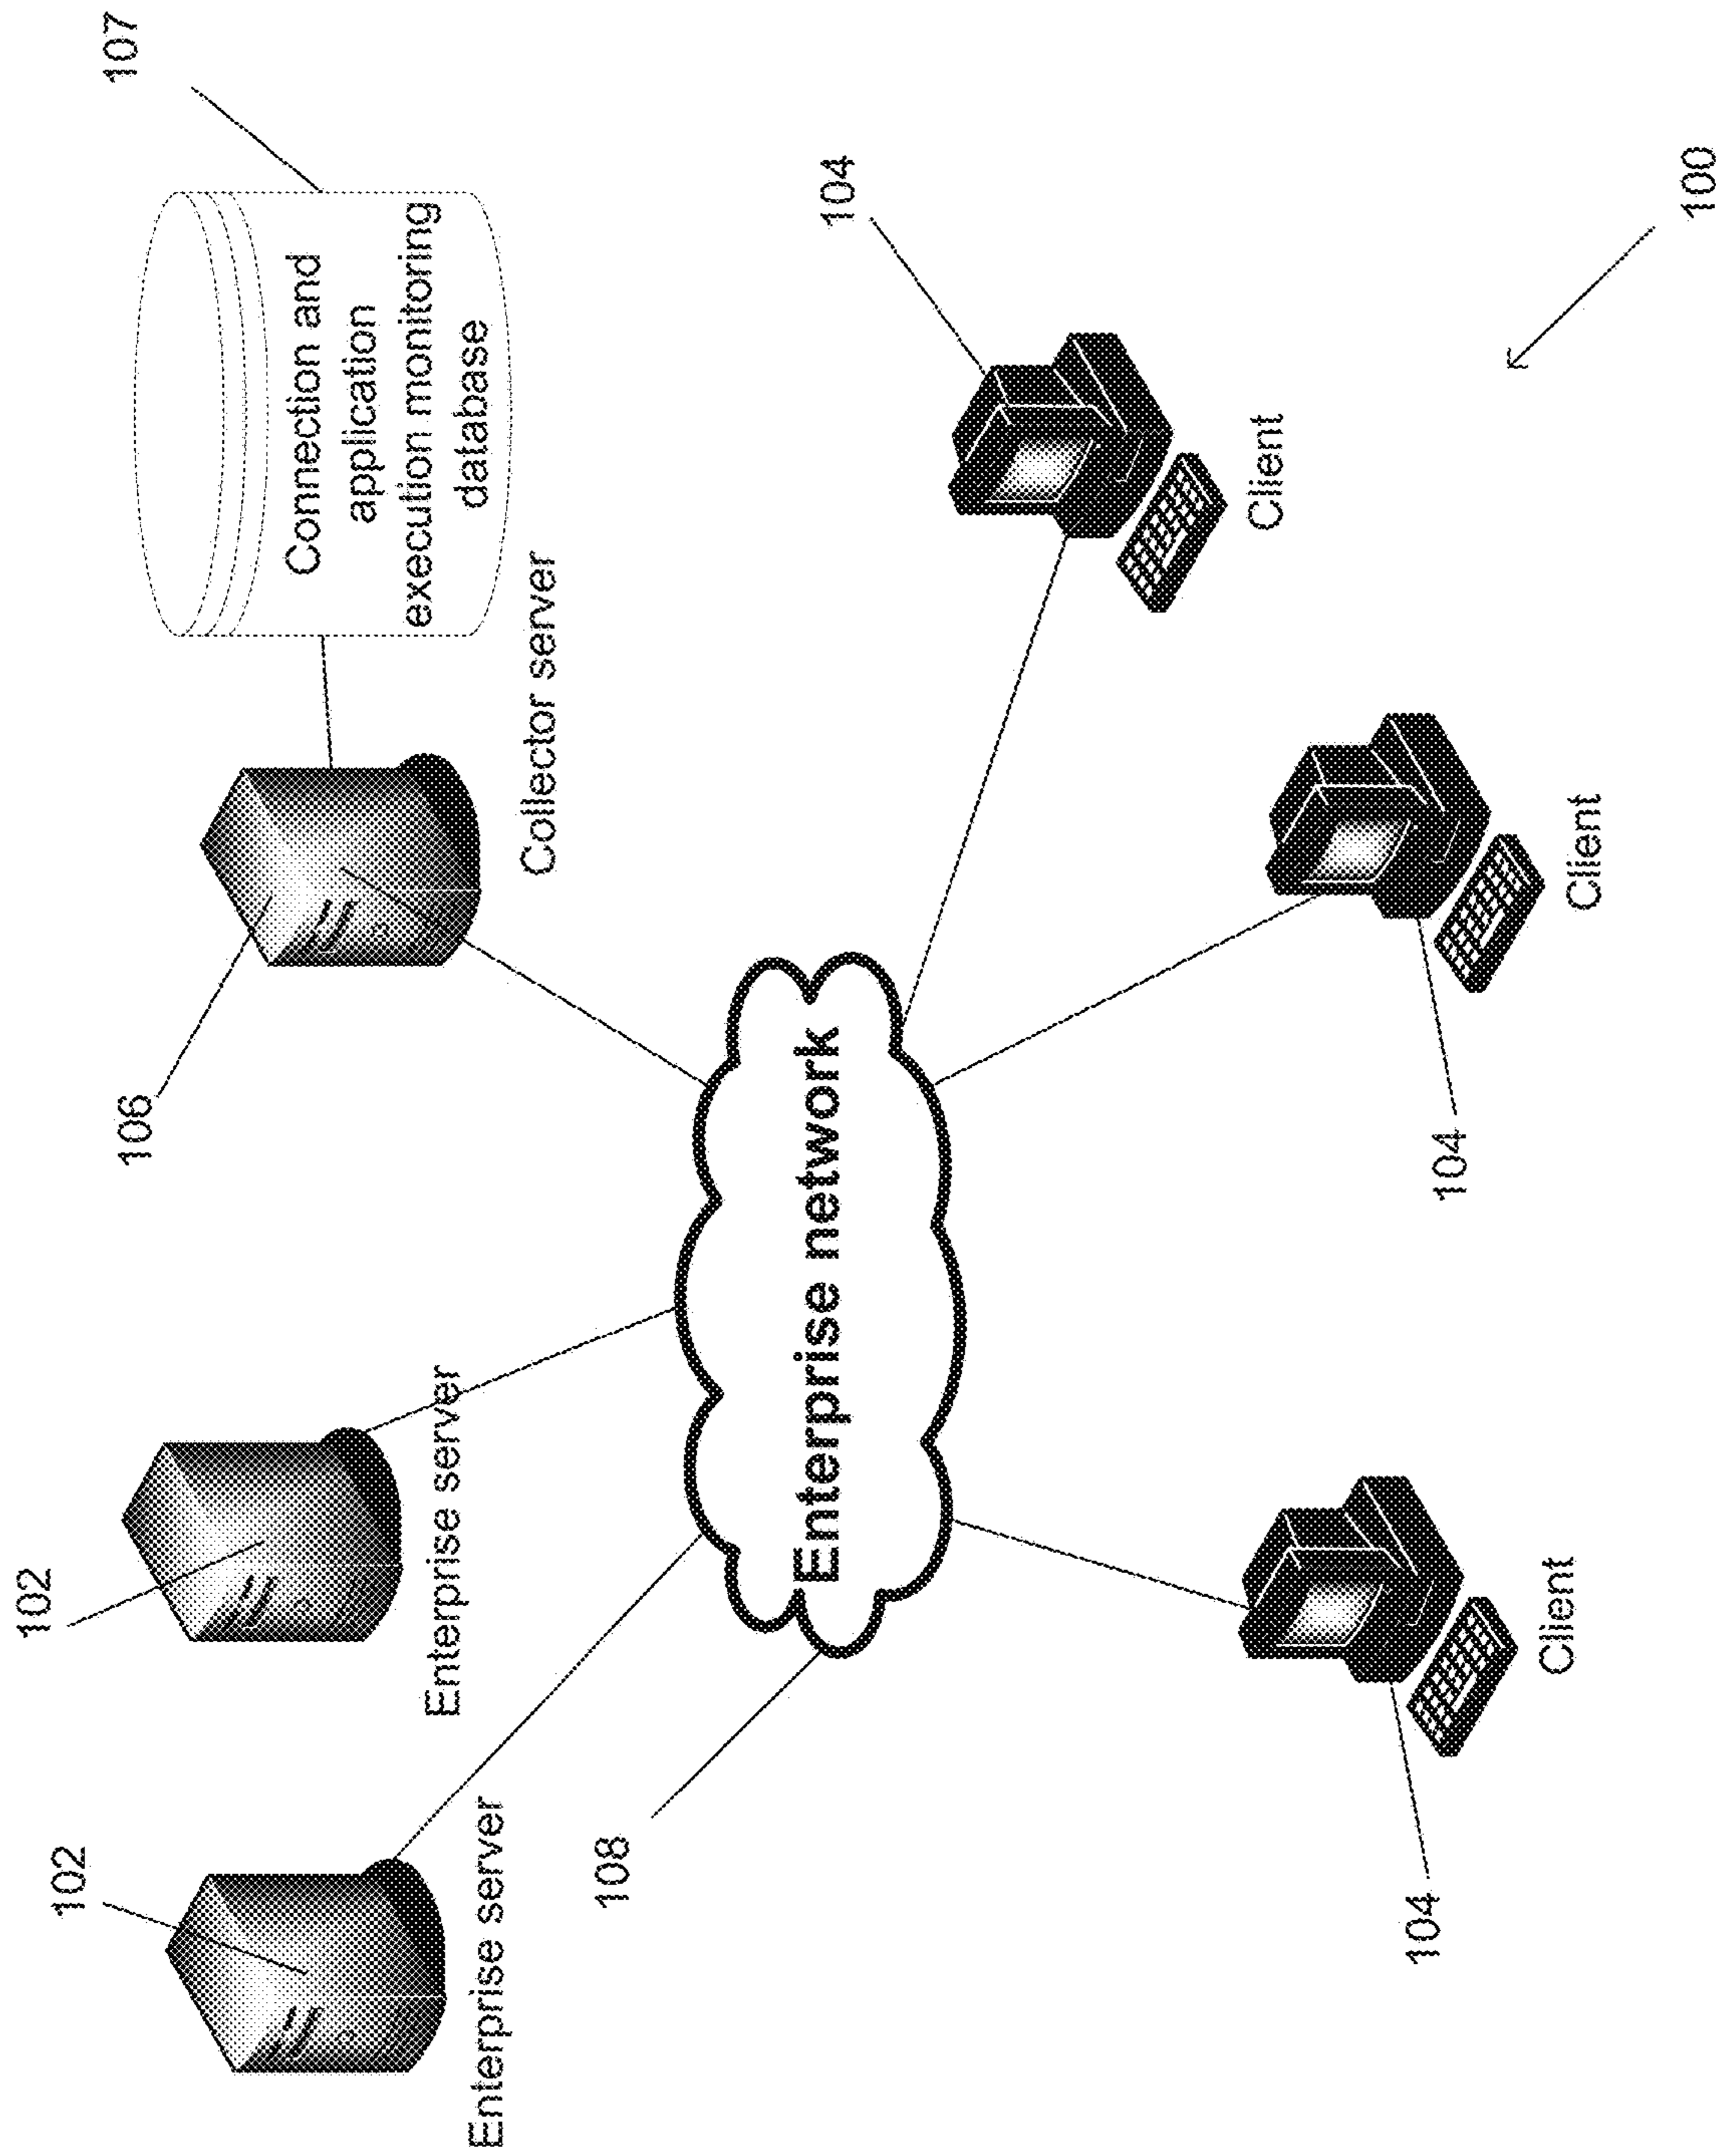 102
102
106
107
Connection and
application
execution monitoring
database
Enterprise server
Enterprise server
Collector server
108
Enterprise network
104
104
104
Client
Client
Client
100